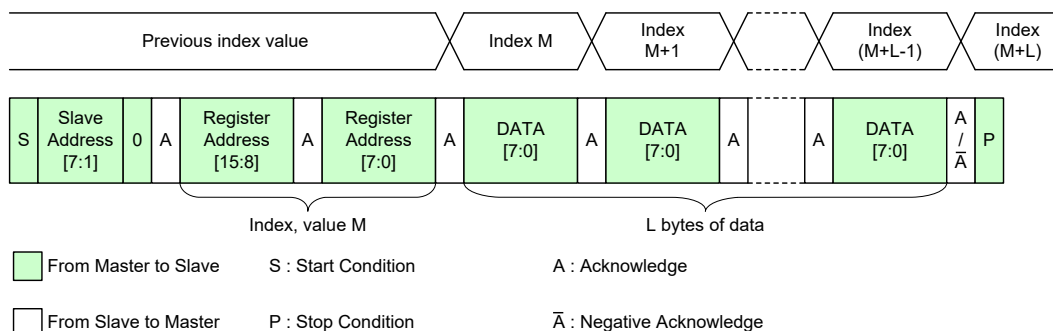 Previous index value
Index M
Index
M+1
Index
(M+L-1)
Index
(M+L)
S
Slave
Address
[7:1]
0
A
Register
Address
[15:8]
A
Register
Address
[7:0]
A
DATA
[7:0]
A
DATA
[7:0]
A
A
DATA
[7:0]
A
/
A̅
P
Index, value M
L bytes of data
From Master to Slave
S : Start Condition
A : Acknowledge
From Slave to Master
P : Stop Condition
A̅ : Negative Acknowledge